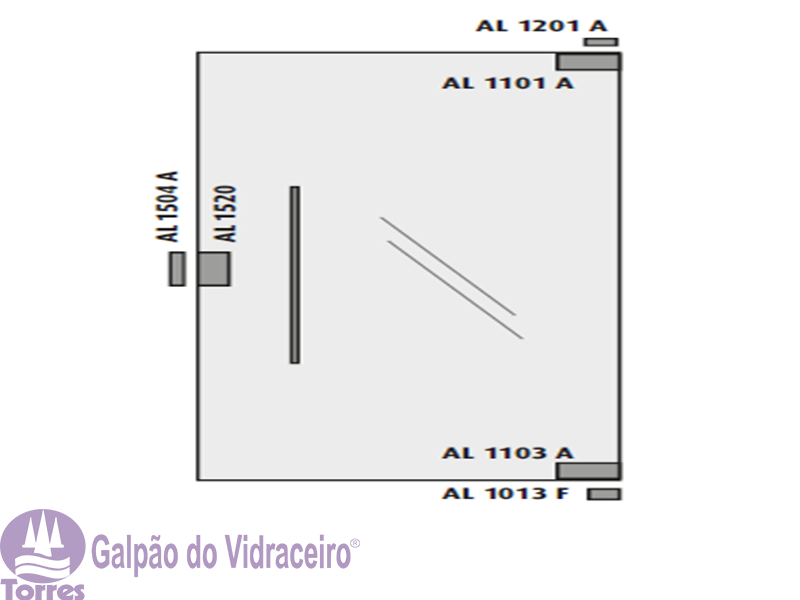 AL 1201 A
AL 1101 A
AL 1504 A
AL 1520
AL 1103 A
AL 1013 F
Galpão do Vidraceiro®
Torres